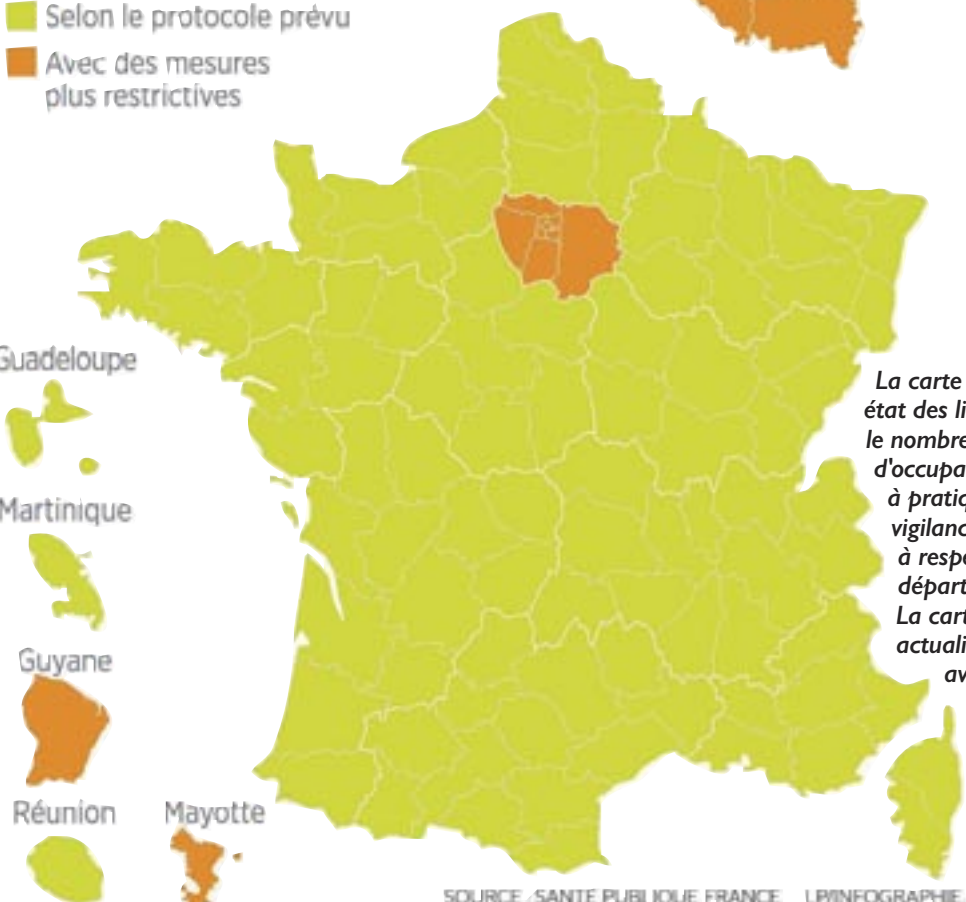 Selon le protocole prévu
Avec des mesures
plus restrictives
Guadeloupe
Martinique
Guyane
Réunion
Mayotte
La carte
état des li
le nombre
d'occupa
à pratiq
vigilanc
à respe
départ
La cart
actuali
av
SOURCE : SANTÉ PUBLIQUE FRANCE LP/INFOGRAPHIE.